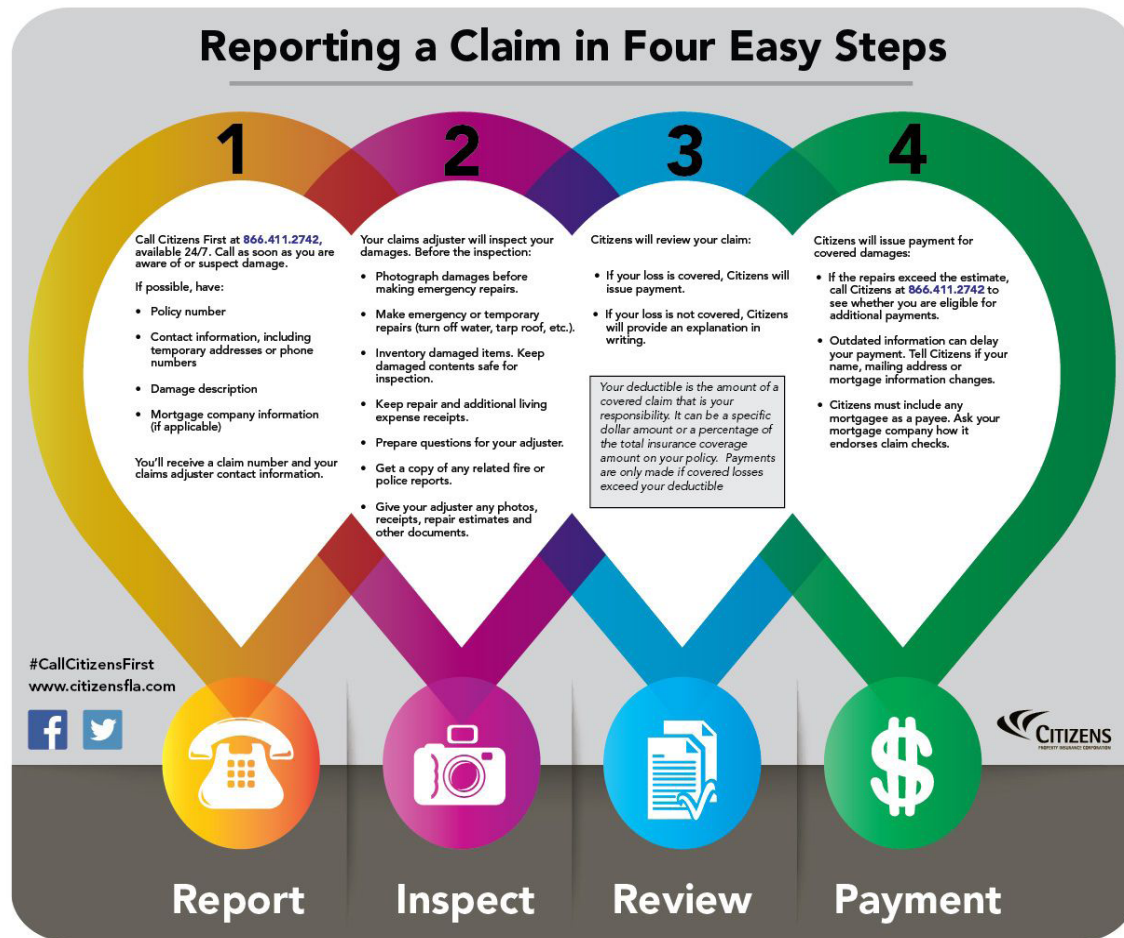 Reporting a Claim in Four Easy Steps
1
Call Citizens First at 866.411.2742,
available 24/7. Call as soon as you are
aware of or suspect damage.
If possible, have:
• Policy number
• Contact information, including
temporary addresses or phone
numbers
• Damage description
• Mortgage company information
(if applicable)
You'll receive a claim number and your
claims adjuster contact information.
2
Your claims adjuster will inspect your
damages. Before the inspection:
• Photograph damages before
making emergency repairs.
• Make emergency or temporary
repairs (turn off water, tarp roof, etc.).
• Inventory damaged items. Keep
damaged contents safe for
inspection.
• Keep repair and additional living
expense receipts.
• Prepare questions for your adjuster.
• Get a copy of any related fire or
police reports.
• Give your adjuster any photos,
receipts, repair estimates and
other documents.
3
Citizens will review your claim:
• If your loss is covered, Citizens will
issue payment.
• If your loss is not covered, Citizens
will provide an explanation in
writing.
Your deductible is the amount of a
covered claim that is your
responsibility. It can be a specific
dollar amount or a percentage of
the total insurance coverage
amount on your policy. Payments
are only made if covered losses
exceed your deductible
4
Citizens will issue payment for
covered damages:
• If the repairs exceed the estimate,
call Citizens at 866.411.2742 to
see whether you are eligible for
additional payments.
• Outdated information can delay
your payment. Tell Citizens if your
name, mailing address or
mortgage information changes.
• Citizens must include any
mortgagee as a payee. Ask your
mortgage company how it
endorses claim checks.
#CallCitizensFirst
www.citizensfla.com
CITIZENS
PROPERTY INSURANCE CORPORATION
Report
Inspect
Review
Payment